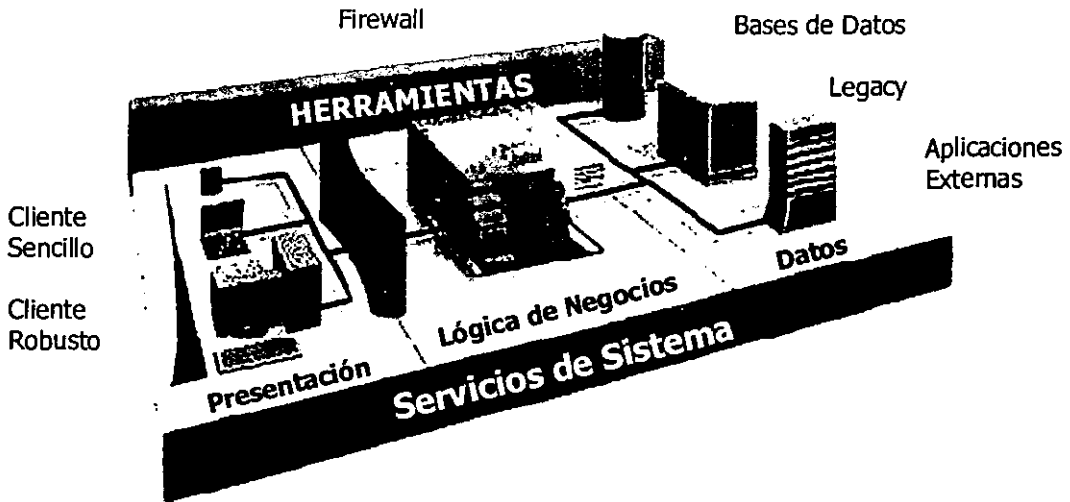 Firewall
Bases de Datos
Legacy
HERRAMIENTAS
Aplicaciones
Externas
Cliente
Sencillo
Cliente
Robusto
Datos
Lógica de Negocios
Presentación
Servicios de Sistema